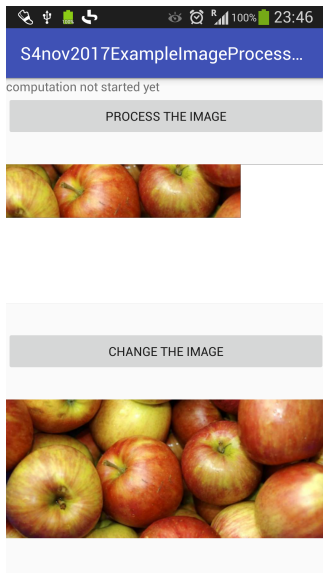 R 100% 23:46
S4nov2017ExampleImageProcess...
computation not started yet
PROCESS THE IMAGE
CHANGE THE IMAGE